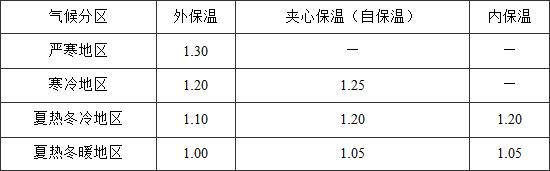 气候分区 外保温 夹心保温（自保温） 内保温
严寒地区 1.30 — —
寒冷地区 1.20 1.25 —
夏热冬冷地区 1.10 1.20 1.20
夏热冬暖地区 1.00 1.05 1.05